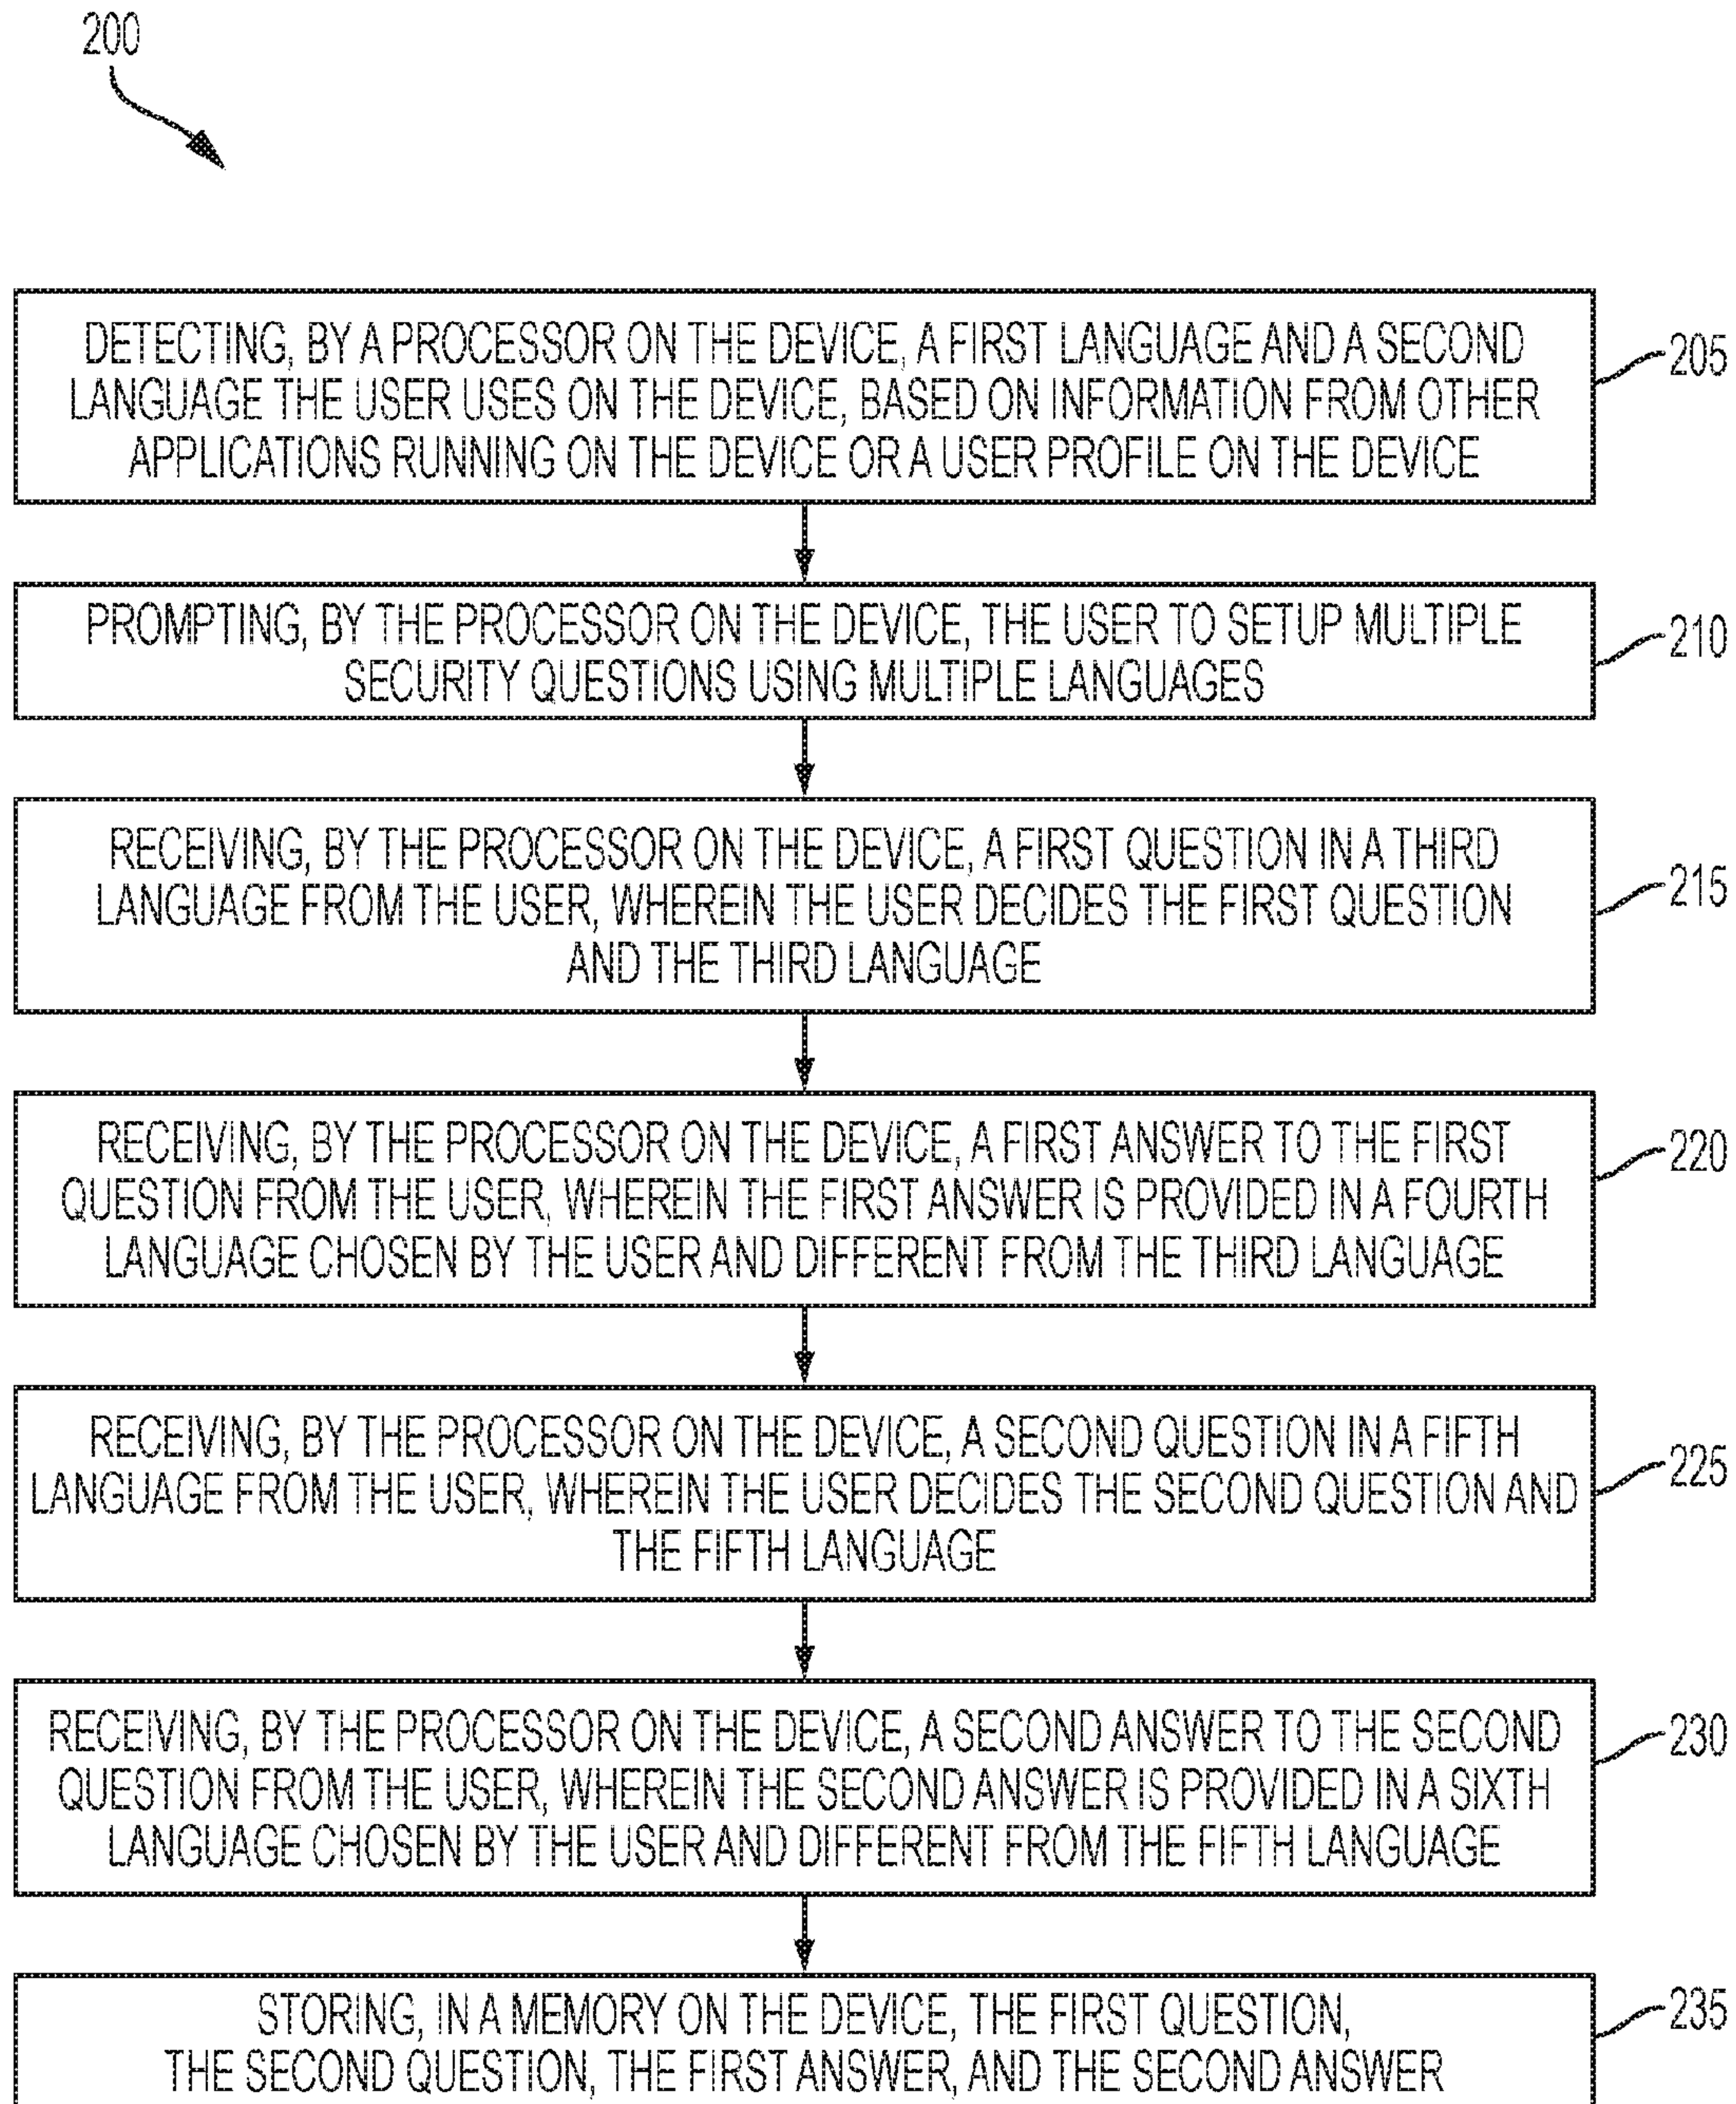 200
DETECTING, BY A PROCESSOR ON THE DEVICE, A FIRST LANGUAGE AND A SECOND
LANGUAGE THE USER USES ON THE DEVICE, BASED ON INFORMATION FROM OTHER
APPLICATIONS RUNNING ON THE DEVICE OR A USER PROFILE ON THE DEVICE
205
PROMPTING, BY THE PROCESSOR ON THE DEVICE, THE USER TO SETUP MULTIPLE
SECURITY QUESTIONS USING MULTIPLE LANGUAGES
210
RECEIVING, BY THE PROCESSOR ON THE DEVICE, A FIRST QUESTION IN A THIRD
LANGUAGE FROM THE USER, WHEREIN THE USER DECIDES THE FIRST QUESTION
AND THE THIRD LANGUAGE
215
RECEIVING, BY THE PROCESSOR ON THE DEVICE, A FIRST ANSWER TO THE FIRST
QUESTION FROM THE USER, WHEREIN THE FIRST ANSWER IS PROVIDED IN A FOURTH
LANGUAGE CHOSEN BY THE USER AND DIFFERENT FROM THE THIRD LANGUAGE
220
RECEIVING, BY THE PROCESSOR ON THE DEVICE, A SECOND QUESTION IN A FIFTH
LANGUAGE FROM THE USER, WHEREIN THE USER DECIDES THE SECOND QUESTION AND
THE FIFTH LANGUAGE
225
RECEIVING, BY THE PROCESSOR ON THE DEVICE, A SECOND ANSWER TO THE SECOND
QUESTION FROM THE USER, WHEREIN THE SECOND ANSWER IS PROVIDED IN A SIXTH
LANGUAGE CHOSEN BY THE USER AND DIFFERENT FROM THE FIFTH LANGUAGE
230
STORING, IN A MEMORY ON THE DEVICE, THE FIRST QUESTION,
THE SECOND QUESTION, THE FIRST ANSWER, AND THE SECOND ANSWER
235